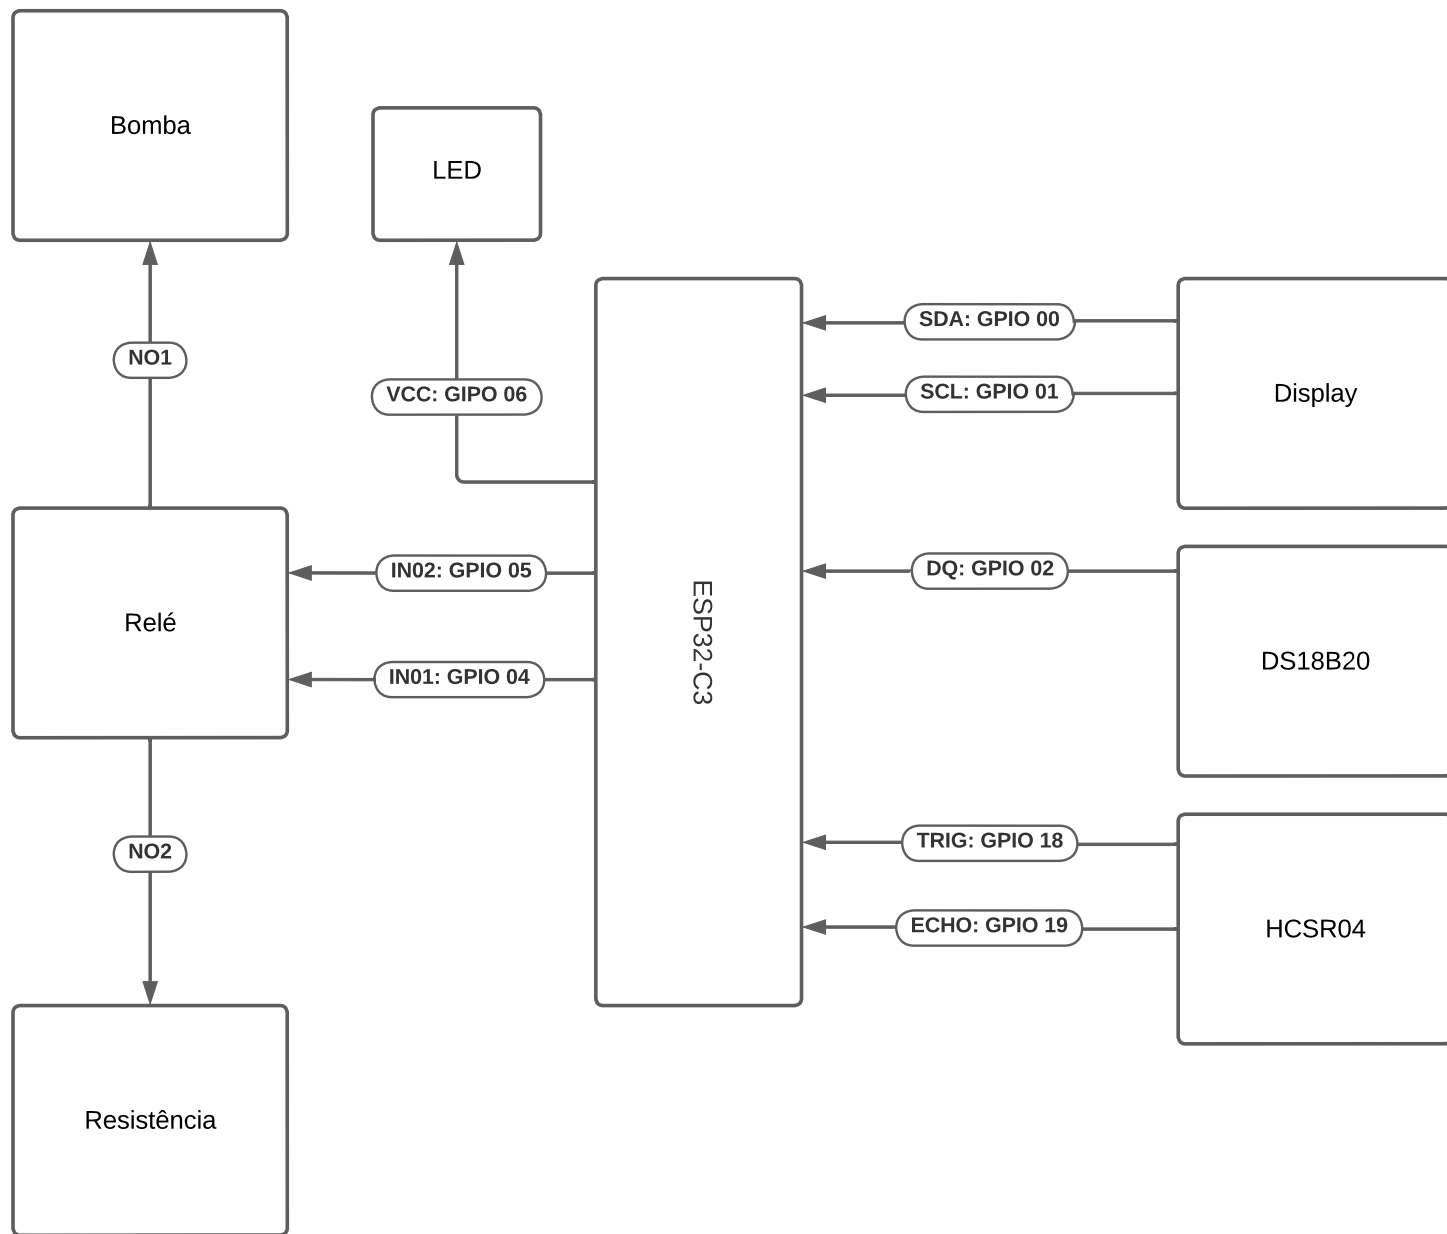 Bomba
LED
NO1
VCC: GIPO 06
SDA: GPIO 00
SCL: GPIO 01
Display
IN02: GPIO 05
Relé
IN01: GPIO 04
ESP32-C3
DQ: GPIO 02
DS18B20
NO2
TRIG: GPIO 18
ECHO: GPIO 19
HCSR04
Resistência